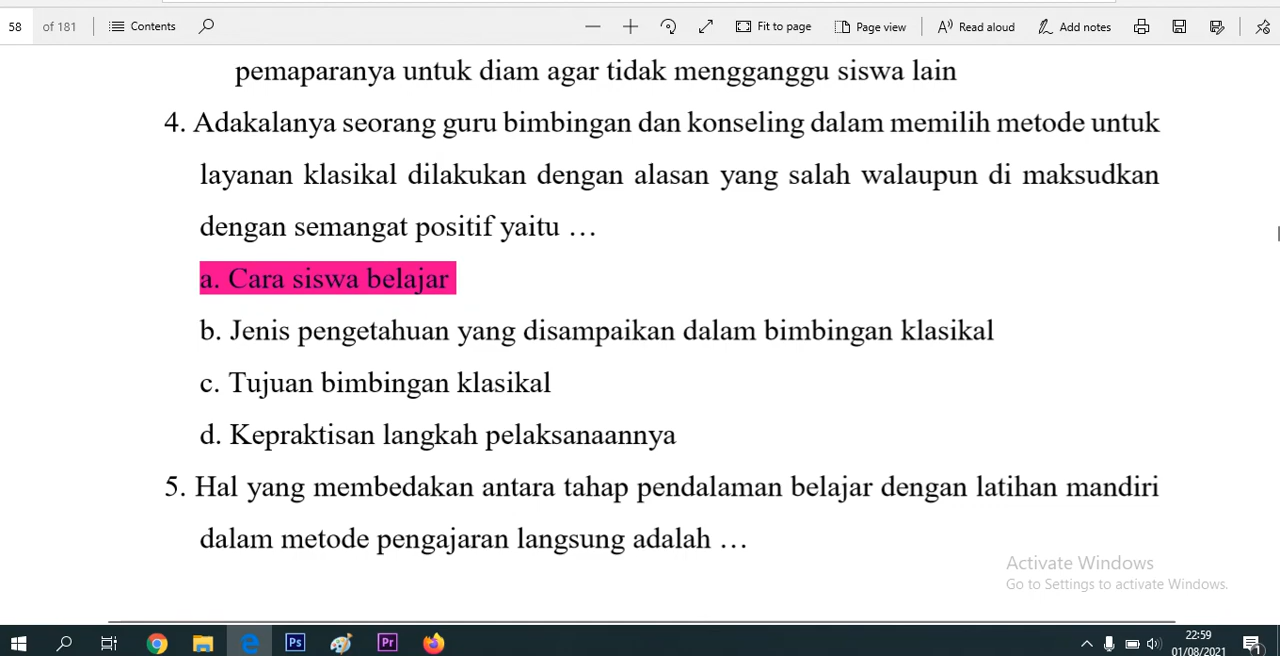 58 of 181 Contents Fit to page Page view Read aloud Add notes
pemaparanya untuk diam agar tidak mengganggu siswa lain
4. Adakalanya seorang guru bimbingan dan konseling dalam memilih metode untuk
layanan klasikal dilakukan dengan alasan yang salah walaupun di maksudkan
dengan semangat positif yaitu …
a. Cara siswa belajar
b. Jenis pengetahuan yang disampaikan dalam bimbingan klasikal
c. Tujuan bimbingan klasikal
d. Kepraktisan langkah pelaksanaannya
5. Hal yang membedakan antara tahap pendalaman belajar dengan latihan mandiri
dalam metode pengajaran langsung adalah …
Activate Windows
Go to Settings to activate Windows.
Ps Pr
22:59
01/08/2021
1